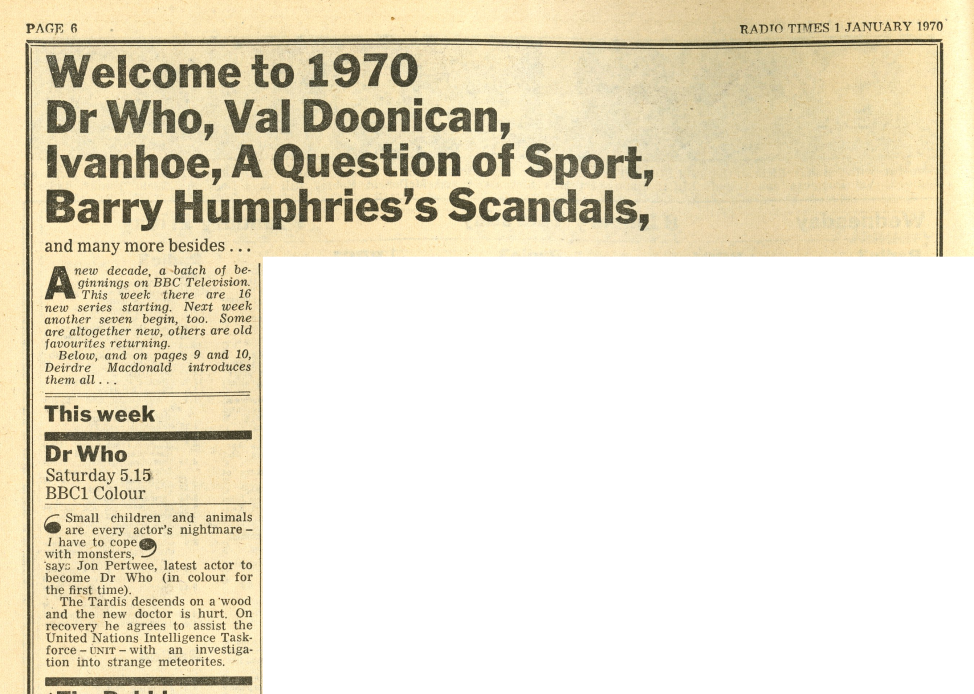 PAGE 6
RADIO TIMES 1 JANUARY 1970
Welcome to 1970
Dr Who, Val Doonican,
Ivanhoe, A Question of Sport,
Barry Humphries's Scandals,
and many more besides . . .
A new decade, a batch of be-
ginnings on BBC Television.
This week there are 16
new series starting. Next week
another seven begin, too. Some
are altogether new, others are old
favourites returning.
Below, and on pages 9 and 10,
Deirdre Macdonald introduces
them all . . .
This week
Dr Who
Saturday 5.15
BBC1 Colour
‘ Small children and animals
are every actor's nightmare –
I have to cope
with monsters, ’
says Jon Pertwee, latest actor to
become Dr Who (in colour for
the first time).
The Tardis descends on a wood
and the new doctor is hurt. On
recovery he agrees to assist the
United Nations Intelligence Task-
force – UNIT – with an investiga-
tion into strange meteorites.